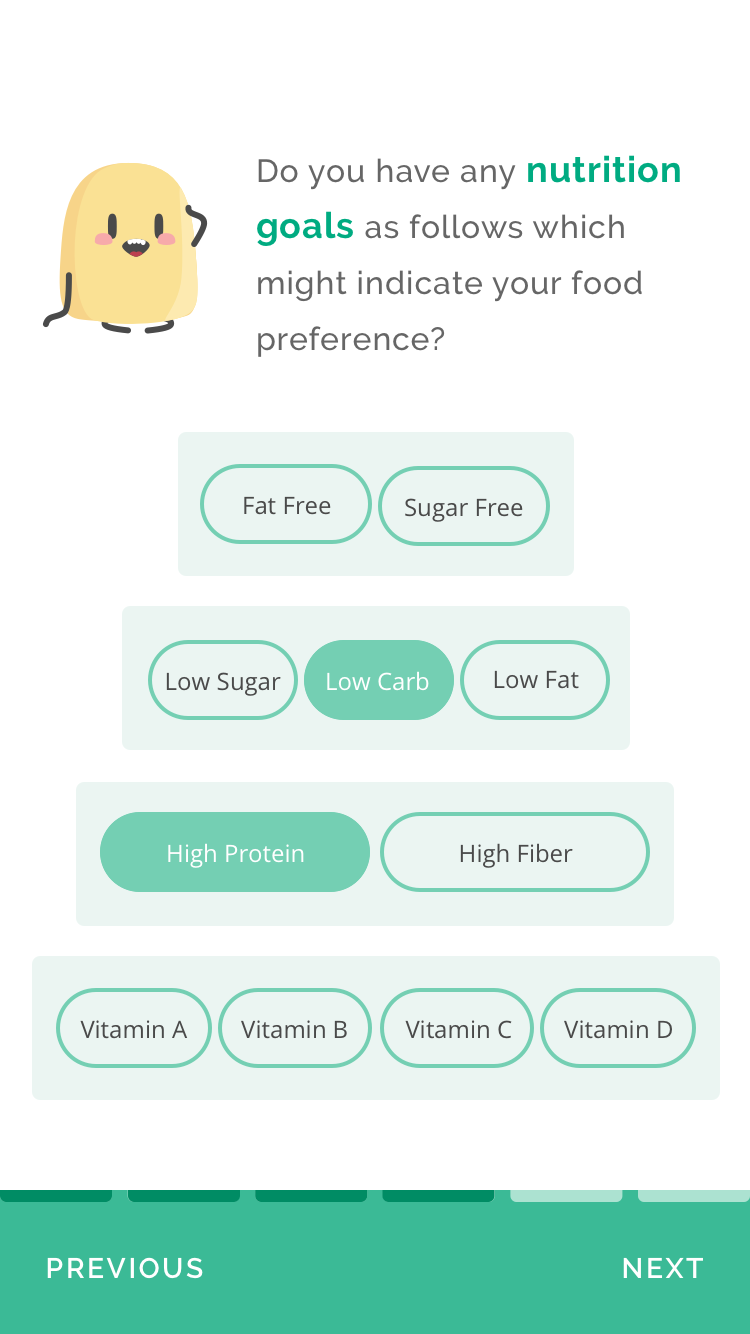 Do you have any nutrition
goals as follows which
might indicate your food
preference?
Fat Free
Sugar Free
Low Sugar
Low Carb
Low Fat
High Protein
High Fiber
Vitamin A
Vitamin B
Vitamin C
Vitamin D
PREVIOUS
NEXT